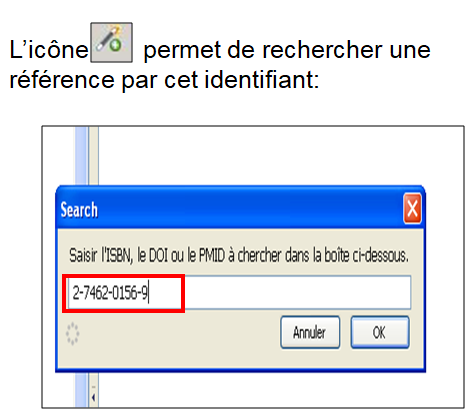 L'icône permet de rechercher une
référence par cet identifiant:
Search
Saisir l'ISBN, le DOI ou le PMID à chercher dans la boîte ci-dessous.
2-7462-0156-9
Annuler OK